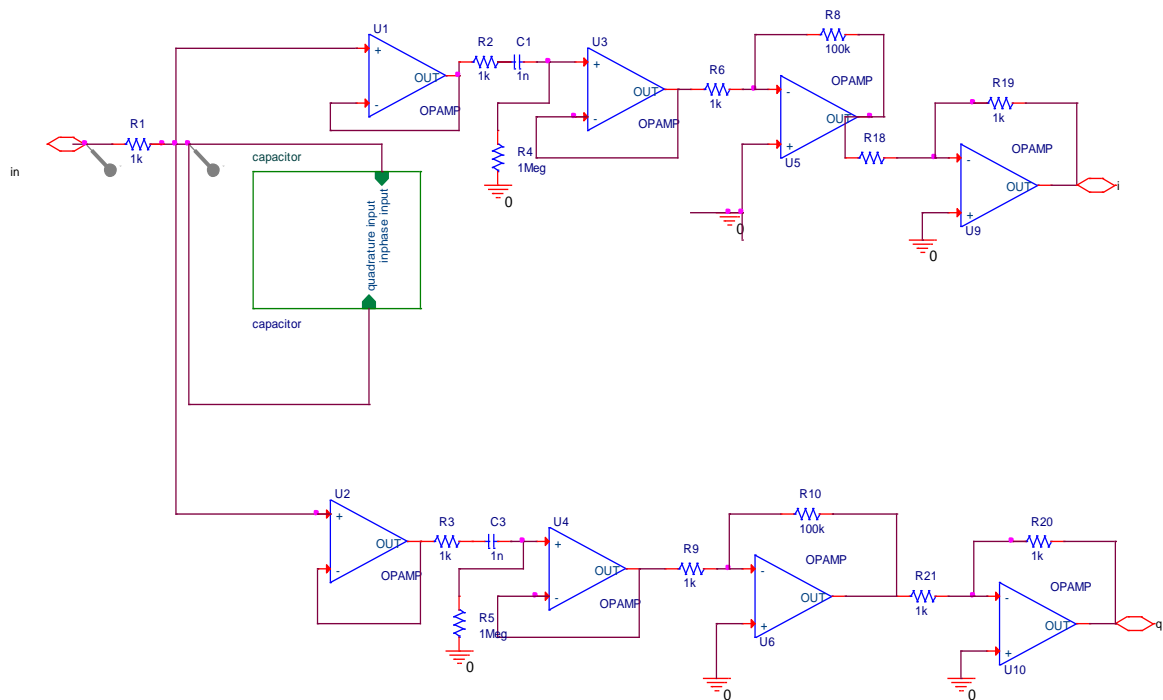 U1
+
-
OUT
OPAMP
R2
1k
C1
1n
U3
+
-
OUT
OPAMP
R4
1Meg
0
R6
1k
R8
100k
OPAMP
-
+
OUT
U5
0
R18
R19
1k
OPAMP
-
+
OUT
U9
0
i
in
R1
1k
capacitor
quadrature input
inphase input
capacitor
U2
+
-
OUT
OPAMP
R3
1k
C3
1n
U4
+
-
OUT
OPAMP
R5
1Meg
0
R9
1k
R10
100k
OPAMP
-
+
OUT
U6
0
R21
1k
R20
1k
OPAMP
-
+
OUT
U10
0
q